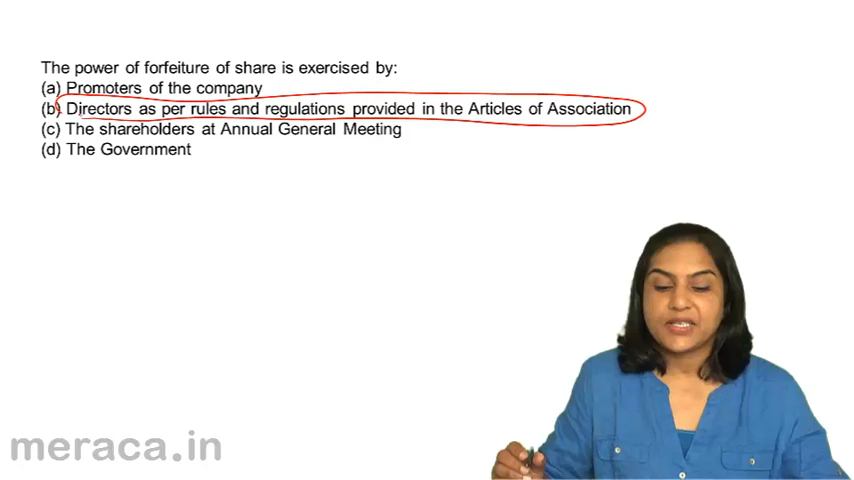 The power of forfeiture of share is exercised by:
(a) Promoters of the company
(b) Directors as per rules and regulations provided in the Articles of Association
(c) The shareholders at Annual General Meeting
(d) The Government
meraca.in